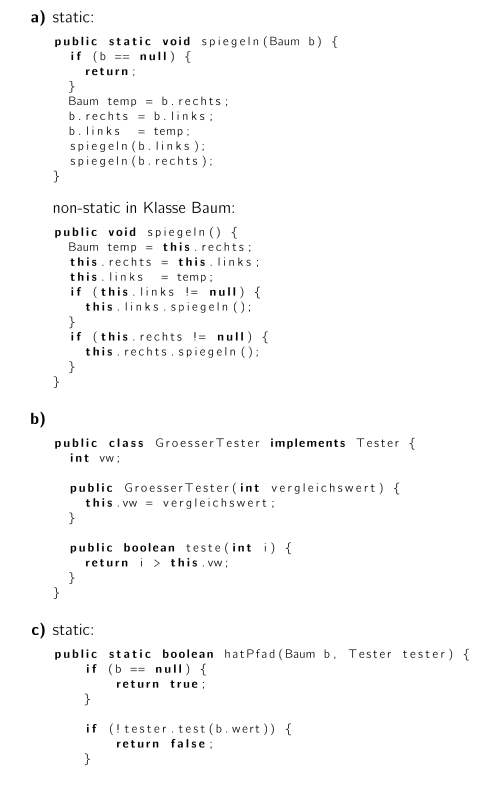 a) static:
public static void spiegeln(Baum b) {
if (b == null) {
return;
}
Baum temp = b.rechts;
b.rechts = b.links;
b.links = temp;
spiegeln(b.links);
spiegeln(b.rechts);
}
non-static in Klasse Baum:
public void spiegeln() {
Baum temp = this.rechts;
this.rechts = this.links;
this.links = temp;
if (this.links != null) {
this.links.spiegeln();
}
if (this.rechts != null) {
this.rechts.spiegeln();
}
}
b)
public class GroesserTester implements Tester {
int vw;
public GroesserTester(int vergleichswert) {
this.vw = vergleichswert;
}
public boolean teste(int i) {
return i > this.vw;
}
}
c) static:
public static boolean hatPfad(Baum b, Tester tester) {
if (b == null) {
return true;
}
if (!tester.test(b.wert)) {
return false;
}